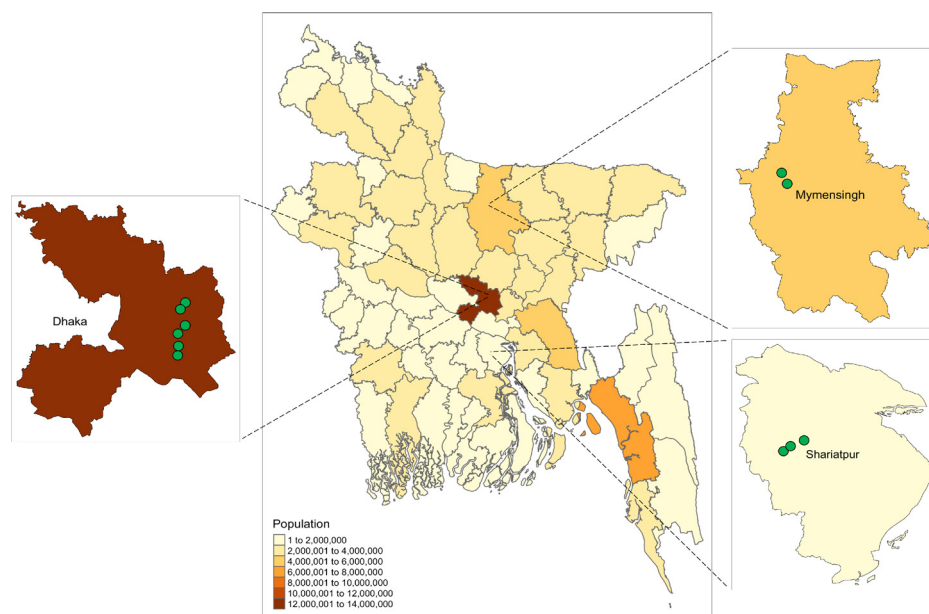 Dhaka
Mymensingh
Shariatpur
Population
1 to 2,000,000
2,000,001 to 4,000,000
4,000,001 to 6,000,000
6,000,001 to 8,000,000
8,000,001 to 10,000,000
10,000,001 to 12,000,000
12,000,001 to 14,000,000